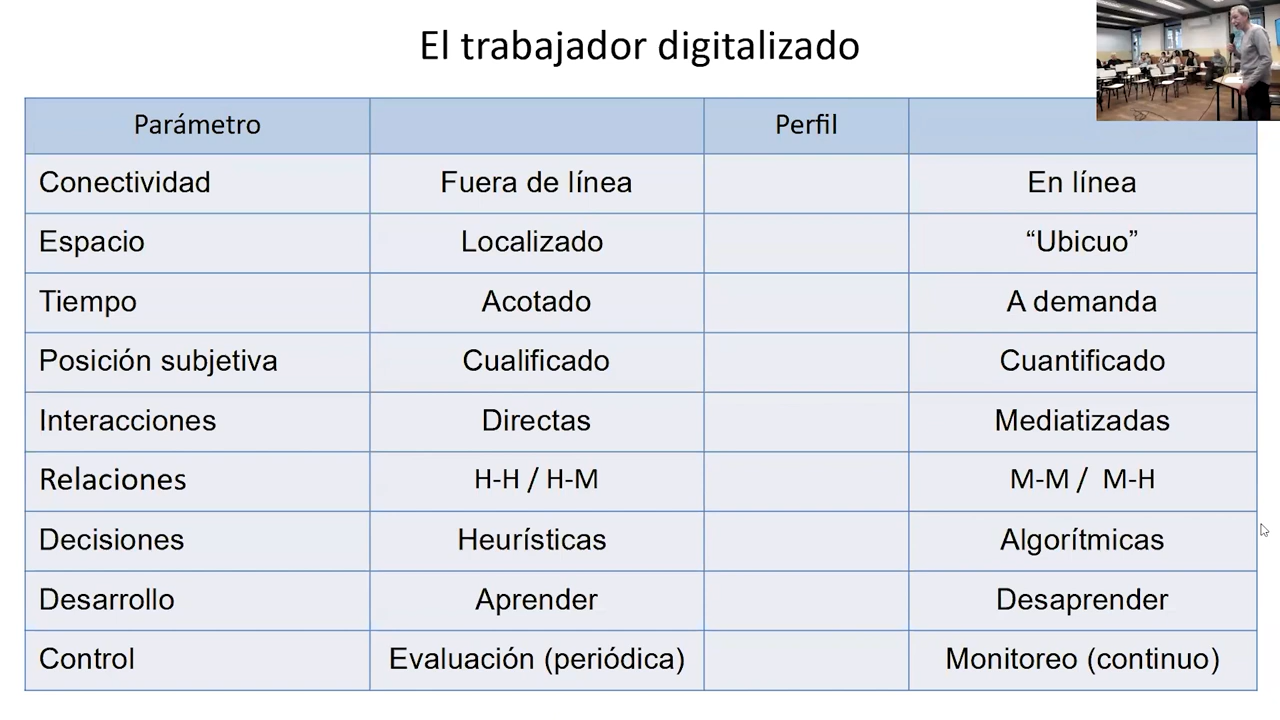 El trabajador digitalizado
Parámetro Perfil
Conectividad Fuera de línea En línea
Espacio Localizado “Ubicuo”
Tiempo Acotado A demanda
Posición subjetiva Cualificado Cuantificado
Interacciones Directas Mediatizadas
Relaciones H-H / H-M M-M / M-H
Decisiones Heurísticas Algorítmicas
Desarrollo Aprender Desaprender
Control Evaluación (periódica) Monitoreo (continuo)